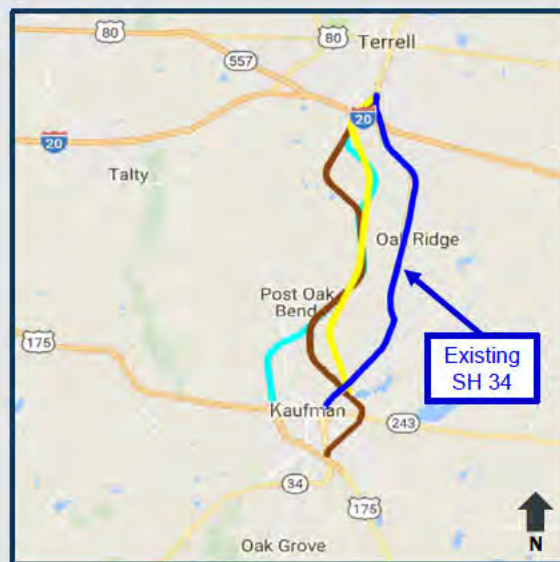 80
80
Terrell
557
20
20
Talty
Oak Ridge
Post Oak
Bend
175
Existing
SH 34
Kaufman
243
34
175
Oak Grove
N